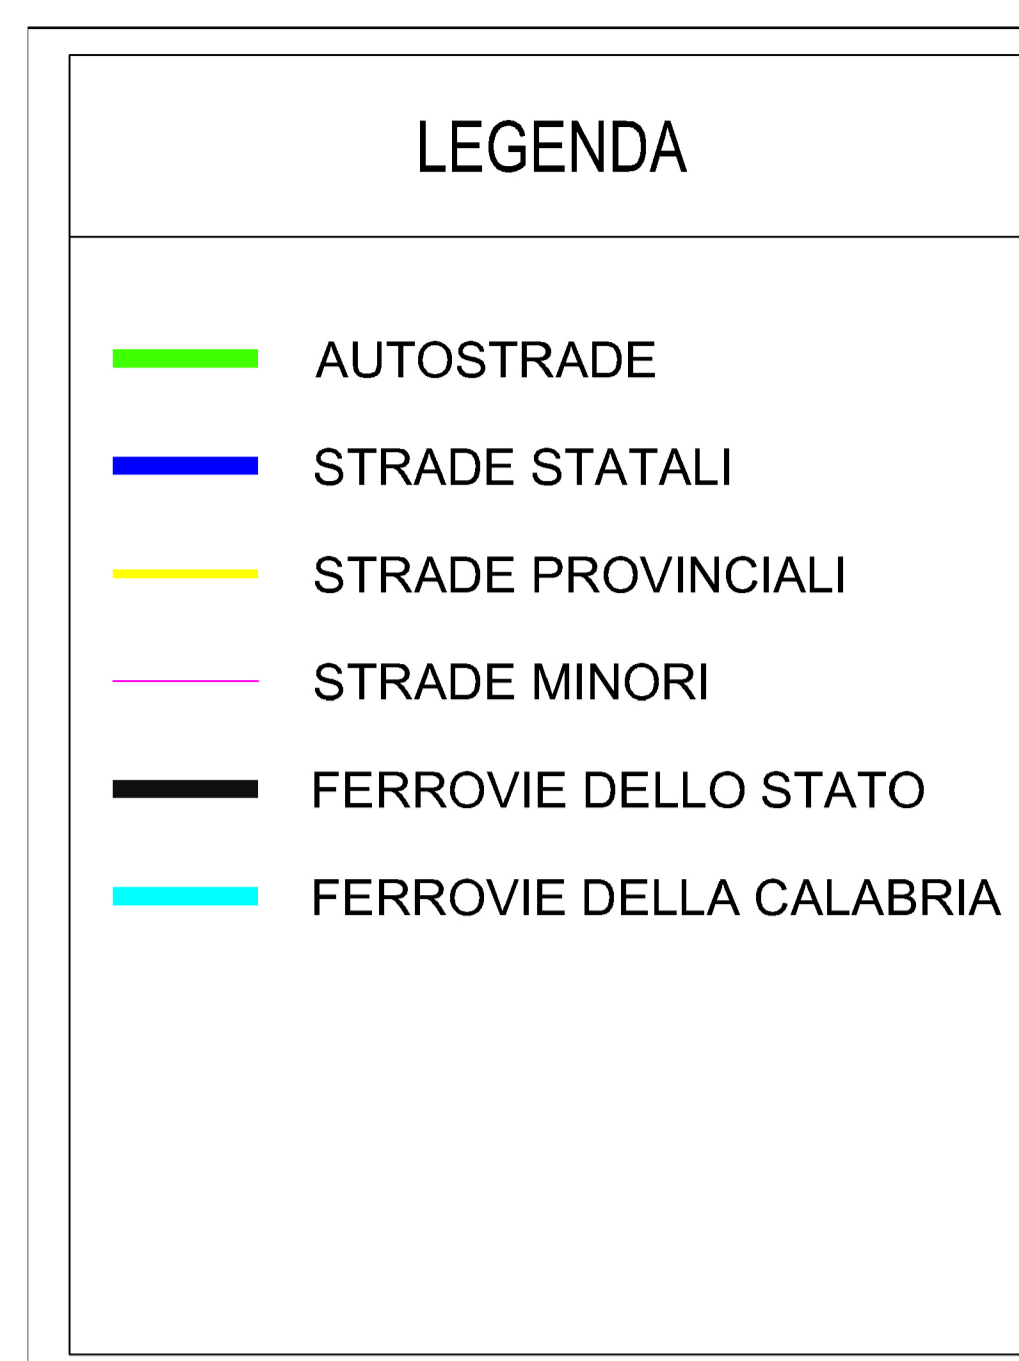 LEGENDA
AUTOSTRADE
STRADE STATALI
STRADE PROVINCIALI
STRADE MINORI
FERROVIE DELLO STATO
FERROVIE DELLA CALABRIA